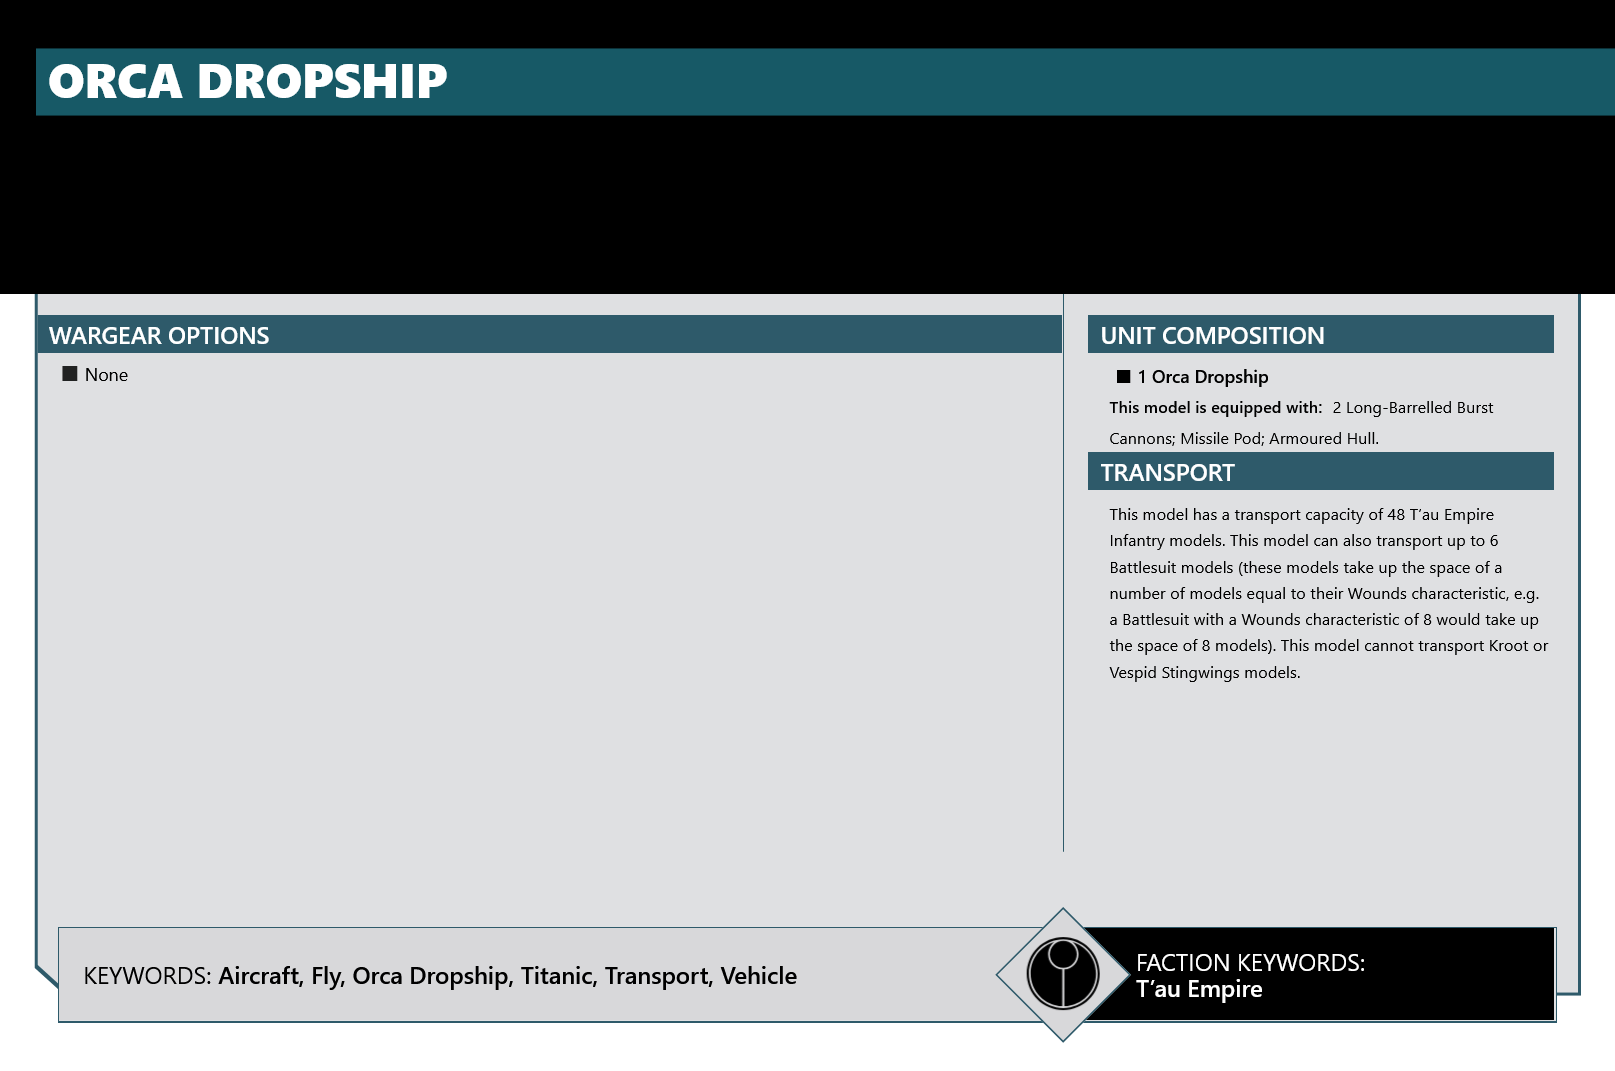 ORCA DROPSHIP
WARGEAR OPTIONS
■ None
UNIT COMPOSITION
■ 1 Orca Dropship
This model is equipped with: 2 Long-Barrelled Burst
Cannons; Missile Pod; Armoured Hull.
TRANSPORT
This model has a transport capacity of 48 T’au Empire
Infantry models. This model can also transport up to 6
Battlesuit models (these models take up the space of a
number of models equal to their Wounds characteristic, e.g.
a Battlesuit with a Wounds characteristic of 8 would take up
the space of 8 models). This model cannot transport Kroot or
Vespid Stingwings models.
KEYWORDS: Aircraft, Fly, Orca Dropship, Titanic, Transport, Vehicle
FACTION KEYWORDS:
T’au Empire